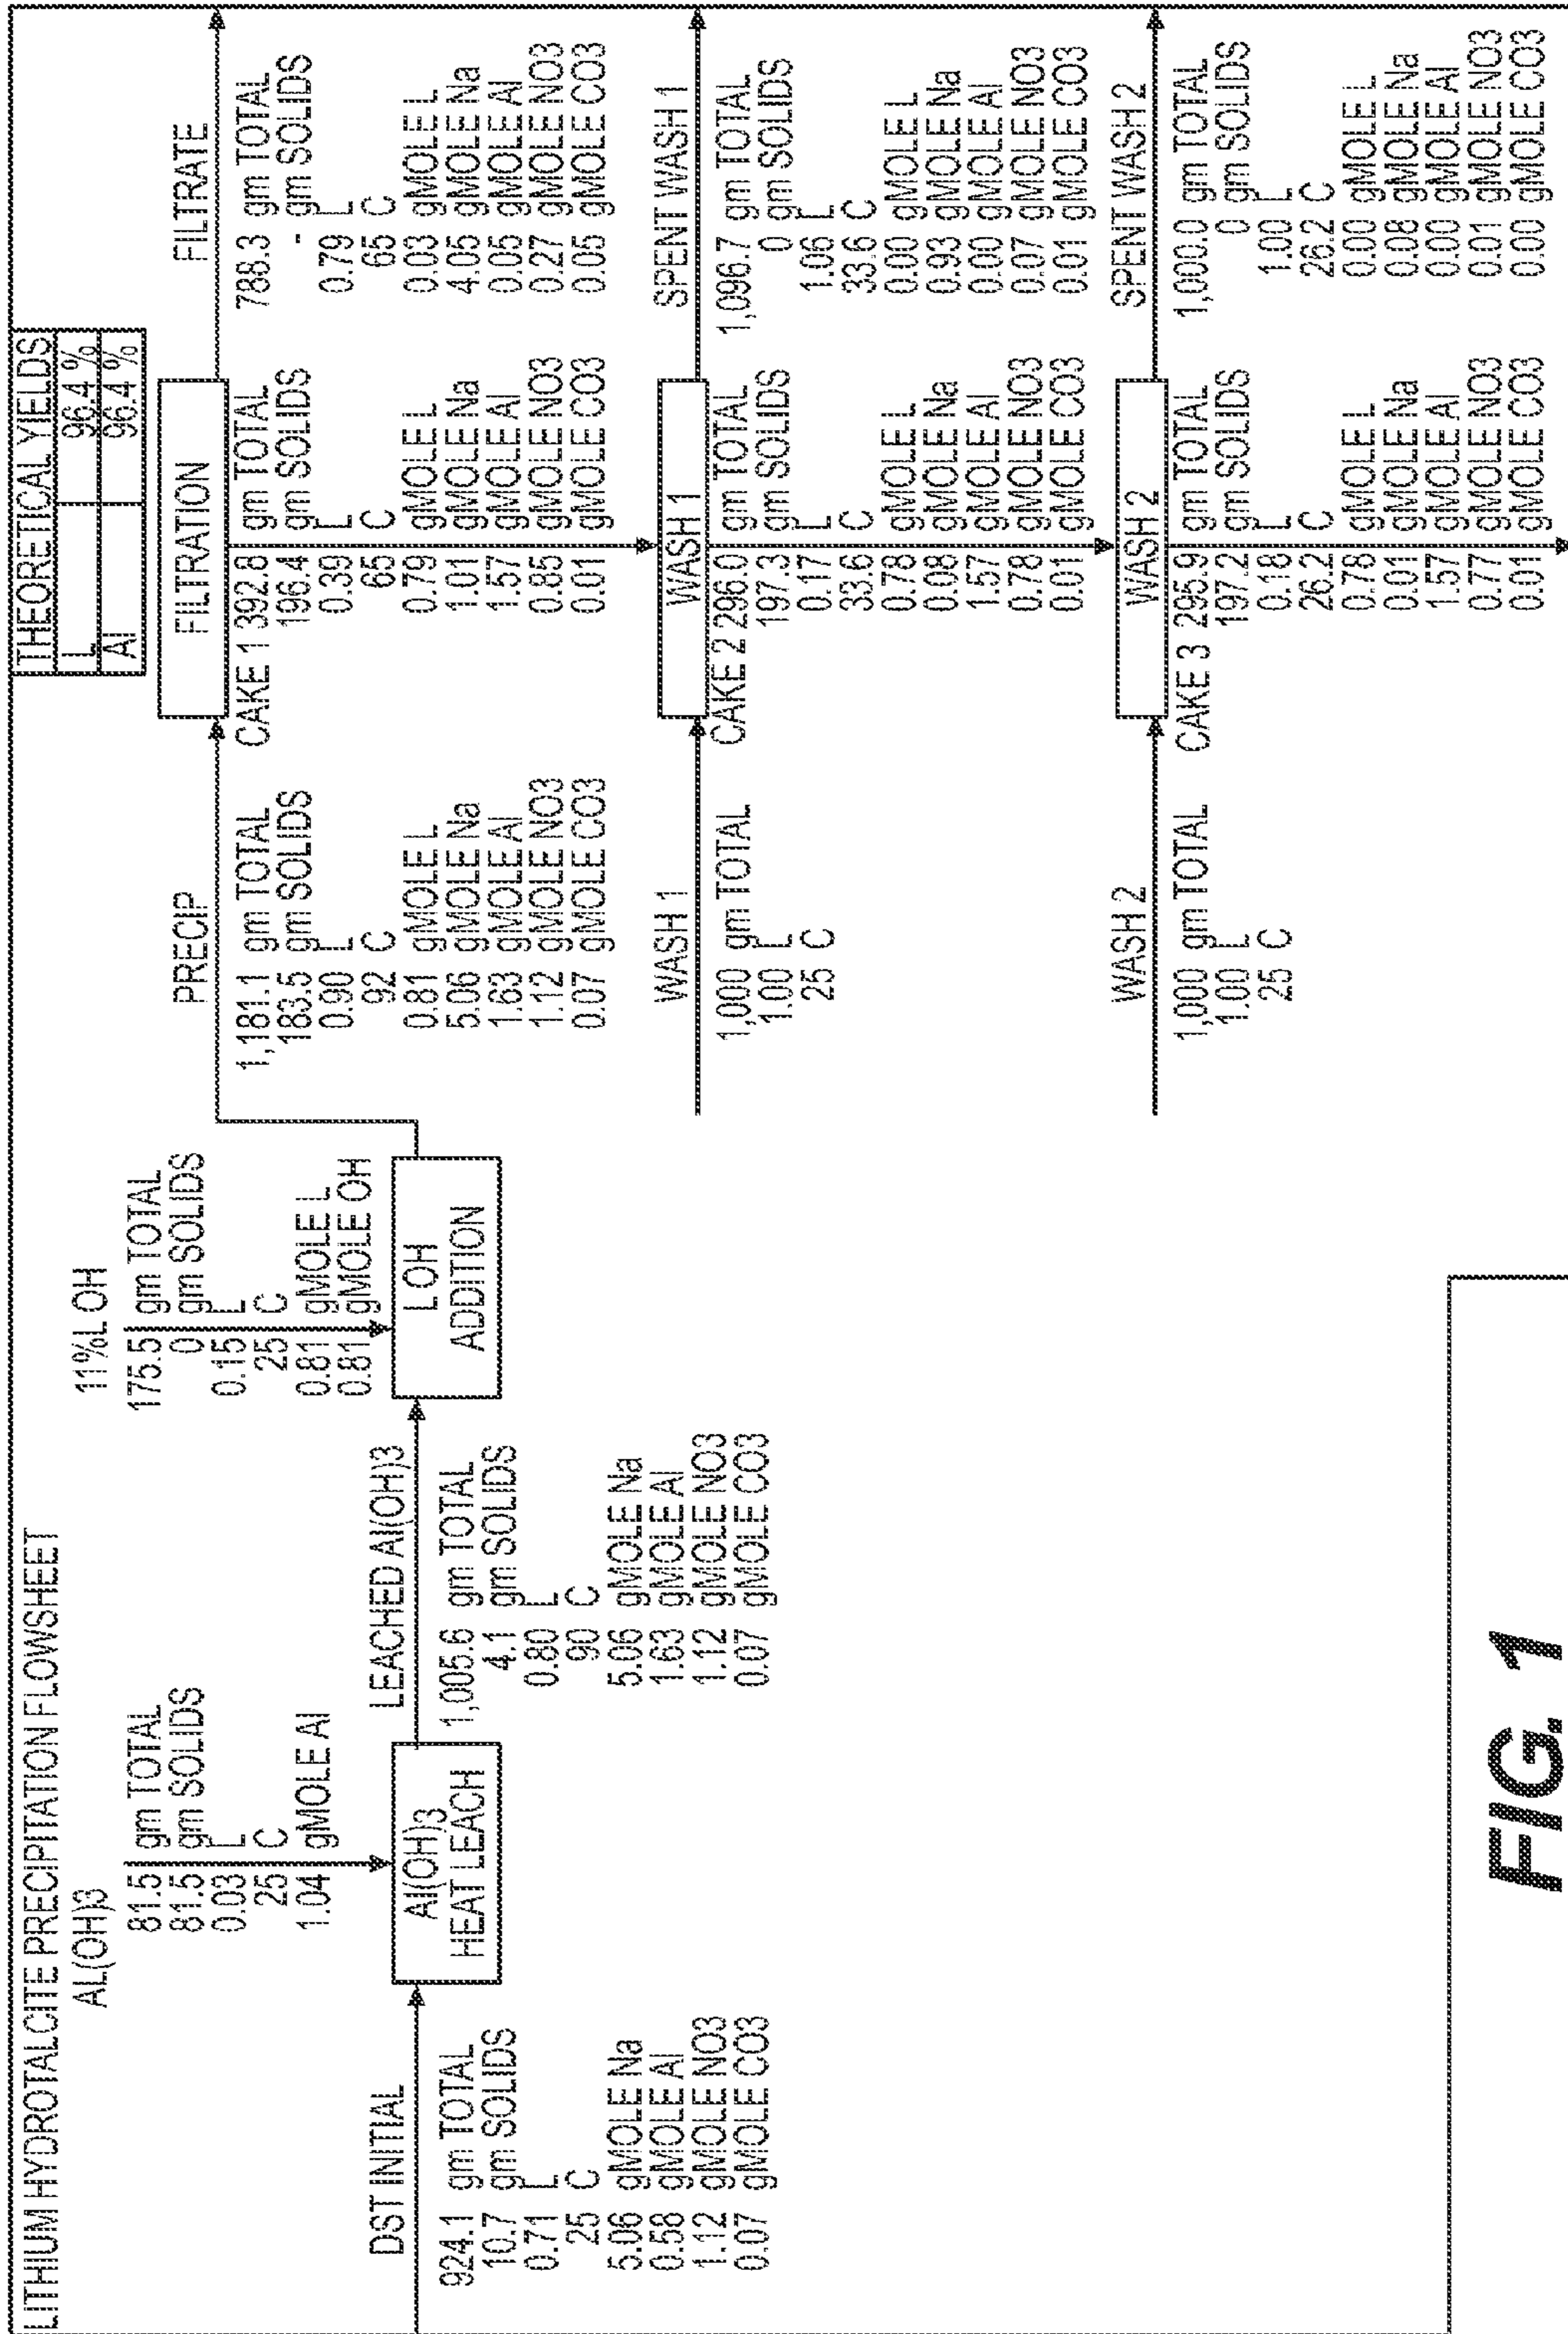 LITHIUM HYDROTALCITE PRECIPITATION FLOWSHEET
THEORETICAL YIELDS
L 96.4 %
Al 96.4 %
DST INITIAL
924.1 gm TOTAL
10.7 gm SOLIDS
0.71 L
25 C
5.06 gMOLE Na
0.58 gMOLE Al
1.12 gMOLE NO3
0.07 gMOLE CO3
AL(OH)3
81.5 gm TOTAL
81.5 gm SOLIDS
0.03 L
25 C
1.04 gMOLE Al
Al(OH)3
HEAT LEACH
LEACHED Al(OH)3
1,005.6 gm TOTAL
4.1 gm SOLIDS
0.80 L
90 C
5.06 gMOLE Na
1.63 gMOLE Al
1.12 gMOLE NO3
0.07 gMOLE CO3
11%L OH
175.5 gm TOTAL
0 gm SOLIDS
0.15 L
25 C
0.81 gMOLE L
0.81 gMOLE OH
LOH
ADDITION
PRECIP
1,181.1 gm TOTAL
183.5 gm SOLIDS
0.90 L
92 C
0.81 gMOLE L
5.06 gMOLE Na
1.63 gMOLE Al
1.12 gMOLE NO3
0.07 gMOLE CO3
FILTRATION
CAKE 1 392.8 gm TOTAL
196.4 gm SOLIDS
0.39 L
65 C
0.79 gMOLE L
1.01 gMOLE Na
1.57 gMOLE Al
0.85 gMOLE NO3
0.01 gMOLE CO3
FILTRATE
788.3 gm TOTAL
- gm SOLIDS
0.79 L
65 C
0.03 gMOLE L
4.05 gMOLE Na
0.05 gMOLE Al
0.27 gMOLE NO3
0.05 gMOLE CO3
WASH 1
1,000 gm TOTAL
1.00 L
25 C
WASH 1
CAKE 2 296.0 gm TOTAL
197.3 gm SOLIDS
0.17 L
33.6 C
0.78 gMOLE L
0.08 gMOLE Na
1.57 gMOLE Al
0.78 gMOLE NO3
0.01 gMOLE CO3
SPENT WASH 1
1,096.7 gm TOTAL
0 gm SOLIDS
1.06 L
33.6 C
0.00 gMOLE L
0.93 gMOLE Na
0.00 gMOLE Al
0.07 gMOLE NO3
0.01 gMOLE CO3
WASH 2
1,000 gm TOTAL
1.00 L
25 C
WASH 2
CAKE 3 295.9 gm TOTAL
197.2 gm SOLIDS
0.18 L
26.2 C
0.78 gMOLE L
0.01 gMOLE Na
1.57 gMOLE Al
0.77 gMOLE NO3
0.01 gMOLE CO3
SPENT WASH 2
1,000.0 gm TOTAL
0 gm SOLIDS
1.00 L
26.2 C
0.00 gMOLE L
0.08 gMOLE Na
0.00 gMOLE Al
0.01 gMOLE NO3
0.00 gMOLE CO3
FIG. 1